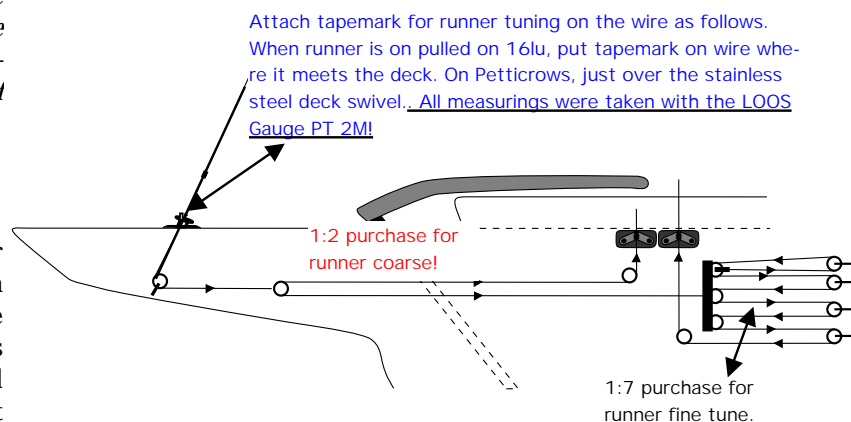 Attach tapemark for runner tuning on the wire as follows.
When runner is on pulled on 16lu, put tapemark on wire whe-
re it meets the deck. On Petticrows, just over the stainless
steel deck swivel.. All measurings were taken with the LOOS
Gauge PT 2M!
1:2 purchase for
runner coarse!
1:7 purchase for
runner fine tune.